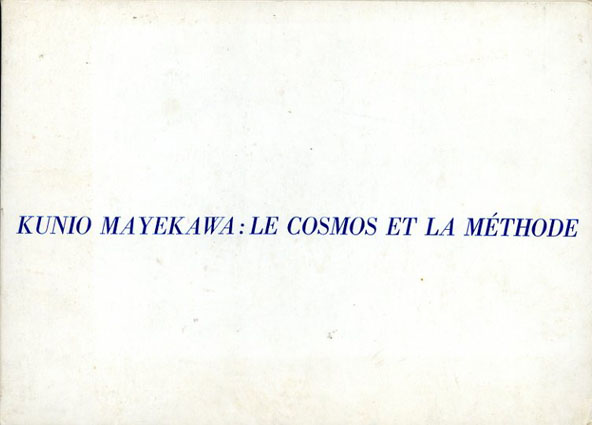 KUNIO MAYEKAWA: LE COSMOS ET LA MÉTHODE